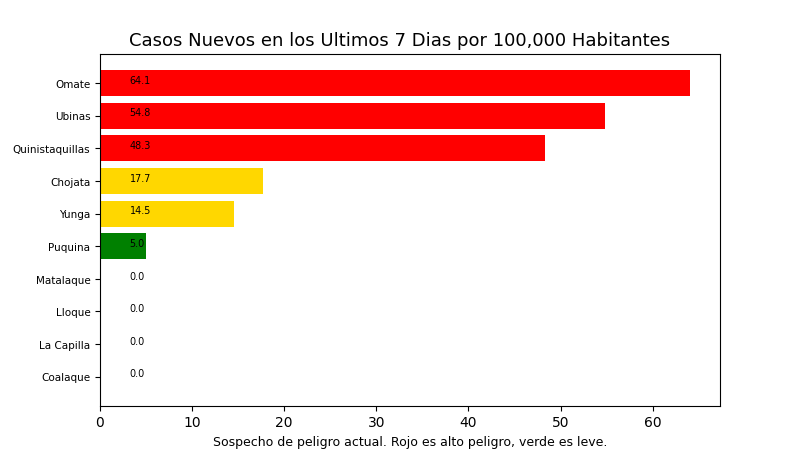 Casos Nuevos en los Ultimos 7 Dias por 100,000 Habitantes
Omate 64.1
Ubinas 54.8
Quinistaquillas 48.3
Chojata 17.7
Yunga 14.5
Puquina 5.0
Matalaque 0.0
Lloque 0.0
La Capilla 0.0
Coalaque 0.0
0 10 20 30 40 50 60
Sospecho de peligro actual. Rojo es alto peligro, verde es leve.